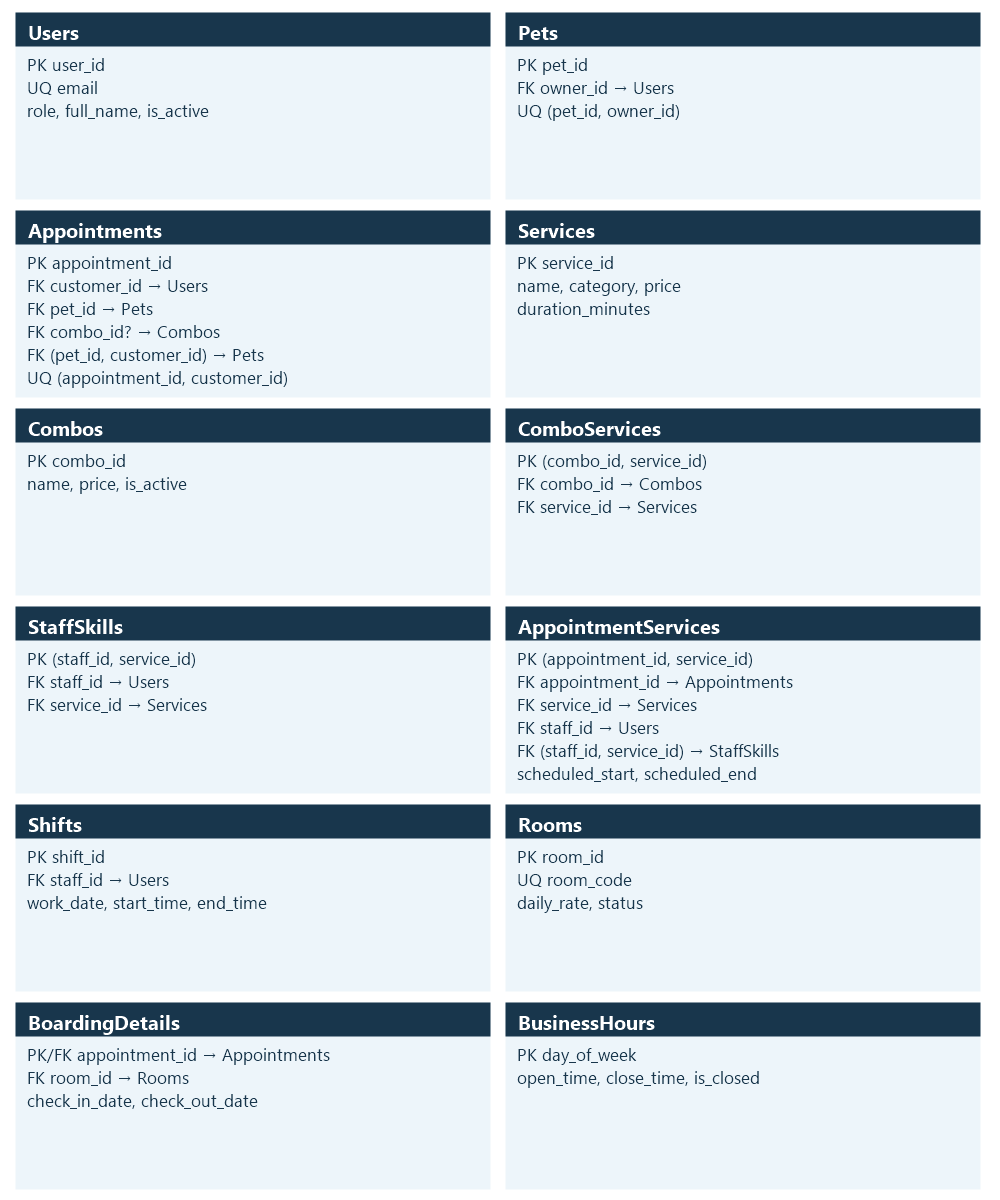 Users
PK user_id
UQ email
role, full_name, is_active
Pets
PK pet_id
FK owner_id → Users
UQ (pet_id, owner_id)
Appointments
PK appointment_id
FK customer_id → Users
FK pet_id → Pets
FK combo_id? → Combos
FK (pet_id, customer_id) → Pets
UQ (appointment_id, customer_id)
Services
PK service_id
name, category, price
duration_minutes
Combos
PK combo_id
name, price, is_active
ComboServices
PK (combo_id, service_id)
FK combo_id → Combos
FK service_id → Services
StaffSkills
PK (staff_id, service_id)
FK staff_id → Users
FK service_id → Services
AppointmentServices
PK (appointment_id, service_id)
FK appointment_id → Appointments
FK service_id → Services
FK staff_id → Users
FK (staff_id, service_id) → StaffSkills
scheduled_start, scheduled_end
Shifts
PK shift_id
FK staff_id → Users
work_date, start_time, end_time
Rooms
PK room_id
UQ room_code
daily_rate, status
BoardingDetails
PK/FK appointment_id → Appointments
FK room_id → Rooms
check_in_date, check_out_date
BusinessHours
PK day_of_week
open_time, close_time, is_closed